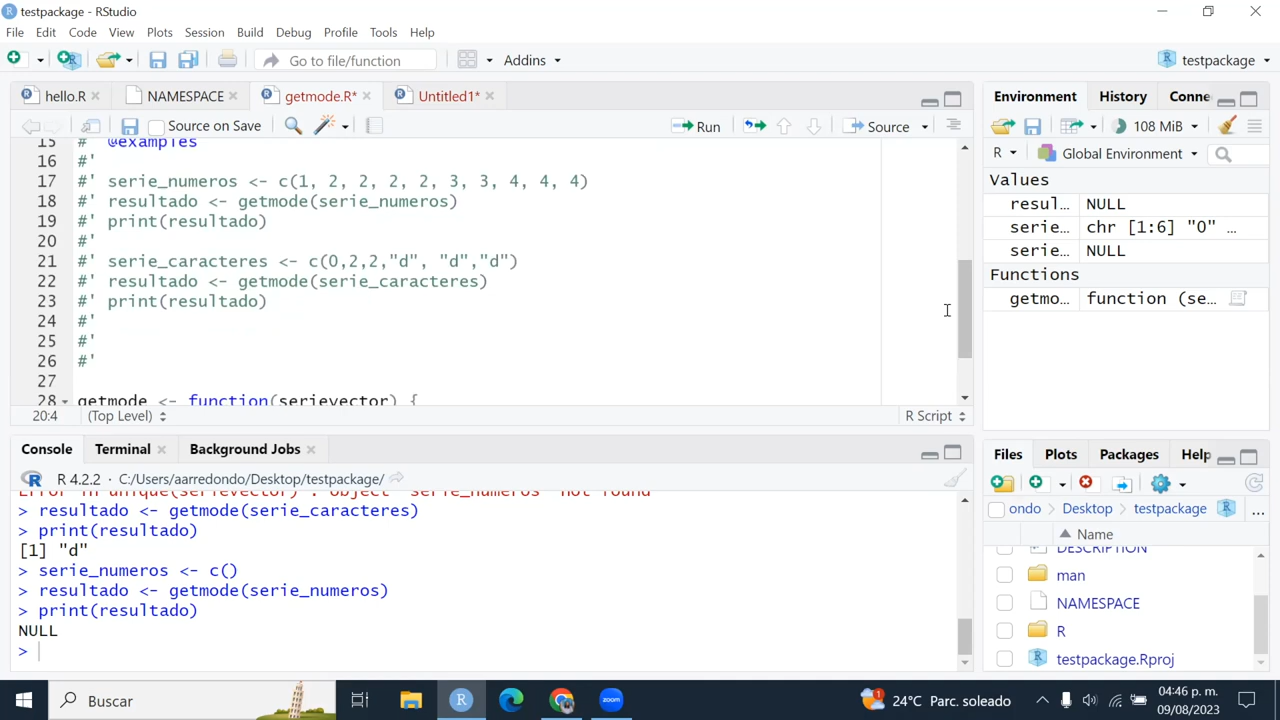 testpackage - RStudio
File Edit Code View Plots Session Build Debug Profile Tools Help
Go to file/function Addins testpackage
hello.R NAMESPACE getmode.R* Untitled1*
Source on Save Run Source
15 #' @examples
16 #'
17 #' serie_numeros <- c(1, 2, 2, 2, 2, 3, 3, 4, 4, 4)
18 #' resultado <- getmode(serie_numeros)
19 #' print(resultado)
20 #'
21 #' serie_caracteres <- c(0,2,2,"d", "d","d")
22 #' resultado <- getmode(serie_caracteres)
23 #' print(resultado)
24 #'
25 #'
26 #'
27
28 getmode <- function(serievector) {
20:4 (Top Level) R Script
Console Terminal Background Jobs
R 4.2.2 · C:/Users/aarredondo/Desktop/testpackage/
Error in unique(serievector) : object 'serie_numeros' not found
> resultado <- getmode(serie_caracteres)
> print(resultado)
[1] "d"
> serie_numeros <- c()
> resultado <- getmode(serie_numeros)
> print(resultado)
NULL
>
Environment History Conne
108 MiB
R Global Environment
Values
resul… NULL
serie… chr [1:6] "0" …
serie… NULL
Functions
getmo… function (se…
Files Plots Packages Help
ondo Desktop testpackage ...
Name
DESCRIPTION
man
NAMESPACE
R
testpackage.Rproj
Buscar
zoom
1 24°C Parc. soleado
04:46 p. m.
09/08/2023